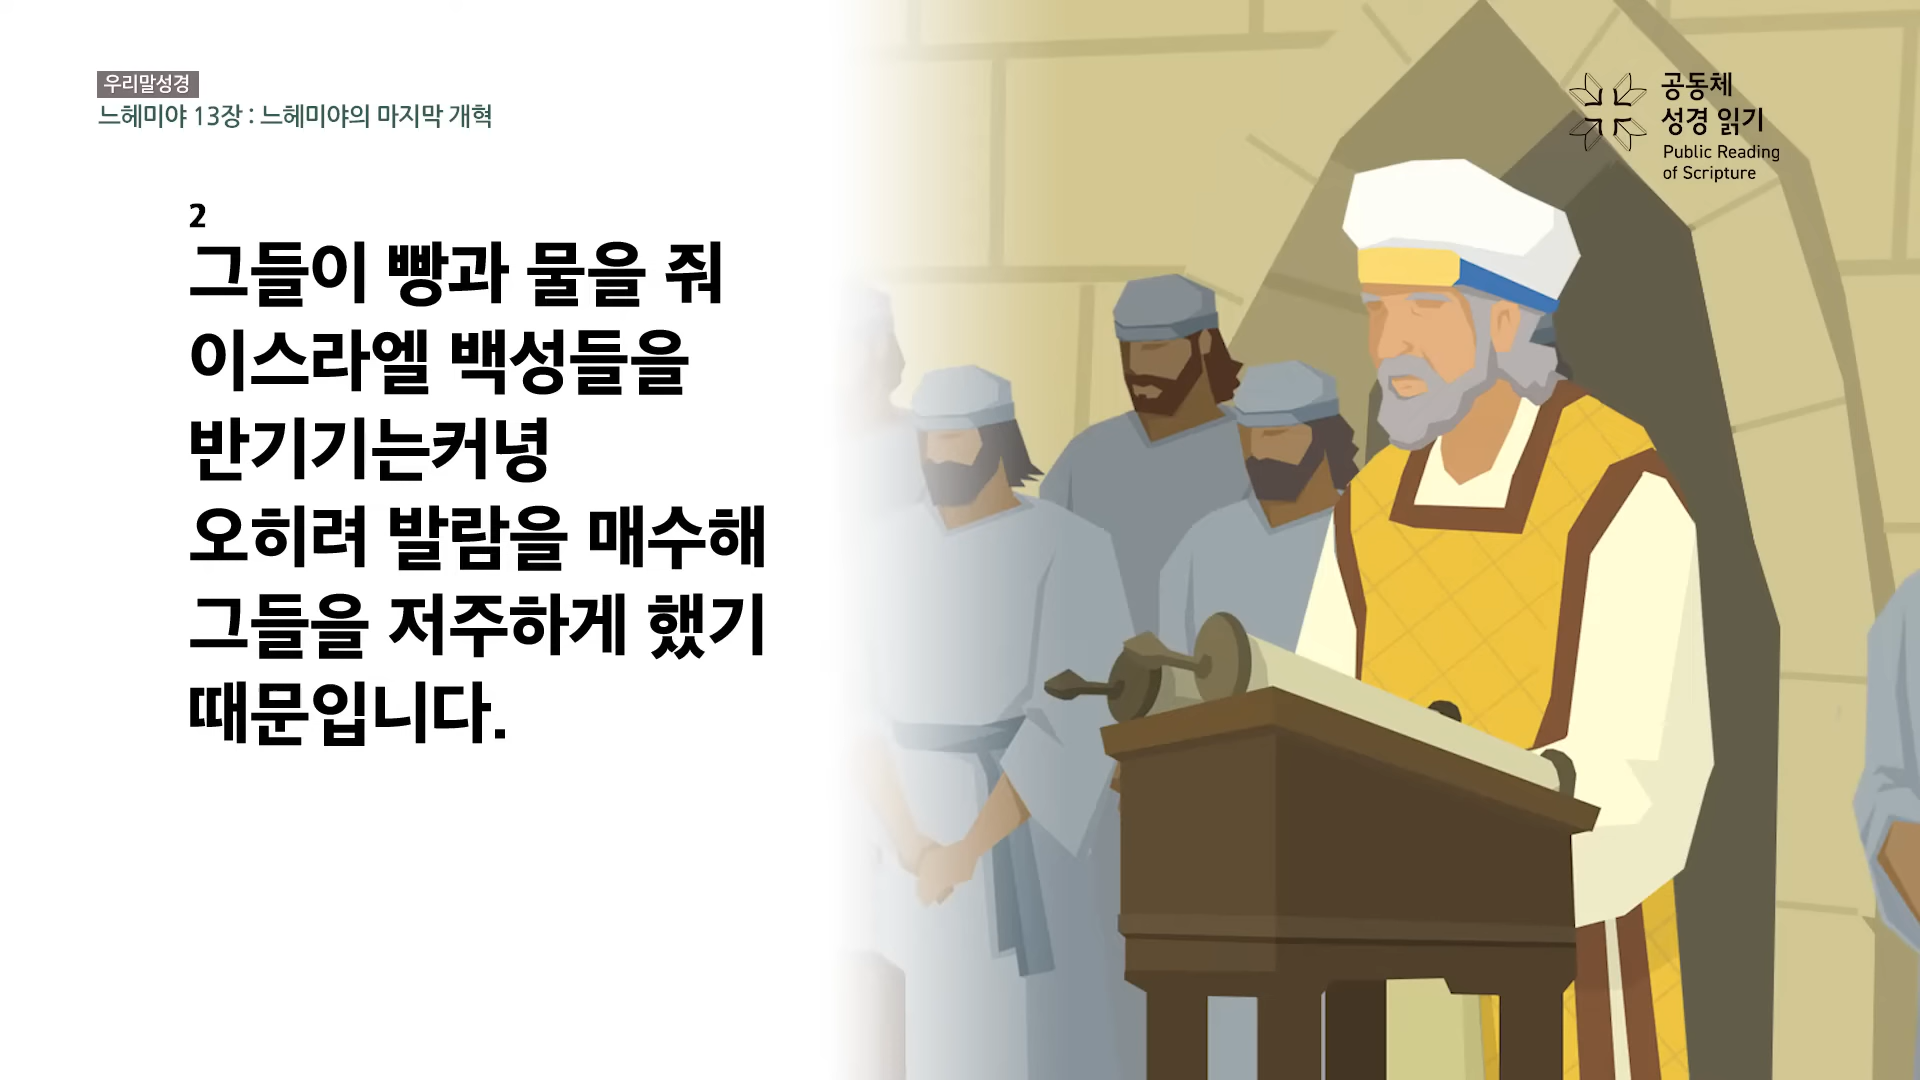 우리말성경
느헤미야 13장 : 느헤미야의 마지막 개혁
2
그들이 빵과 물을 줘
이스라엘 백성들을
반기기는커녕
오히려 발람을 매수해
그들을 저주하게 했기
때문입니다.
공동체
성경 읽기
Public Reading
of Scripture